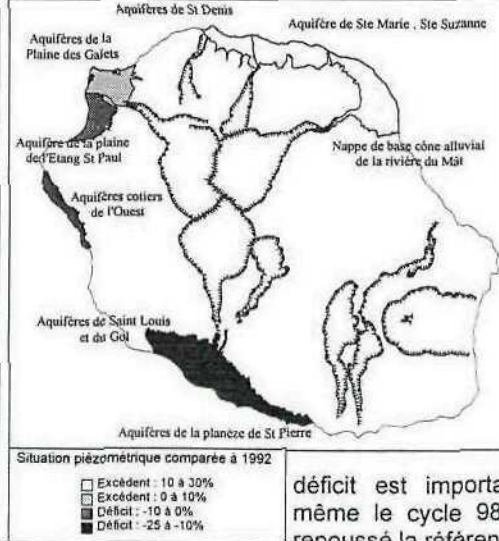 Aquifères de St Denis
Aquifère de Ste Marie , Ste Suzanne
Aquifères de la
Plaine des Galets
Aquifère de la plaine
de l'Etang St Paul
Nappe de base cône alluvial
de la rivière du Mât
Aquifères cotiers
de l'Ouest
Aquifères de Saint Louis
et du Gol
Aquifères de la planèze de St Pierre
Situation piézométrique comparée à 1992
Excédent : 10 à 30%
Excédent : 0 à 10%
Déficit : -10 à 0%
Déficit : -25 à -10%
déficit est importa
même le cycle 98
repoussé la référen